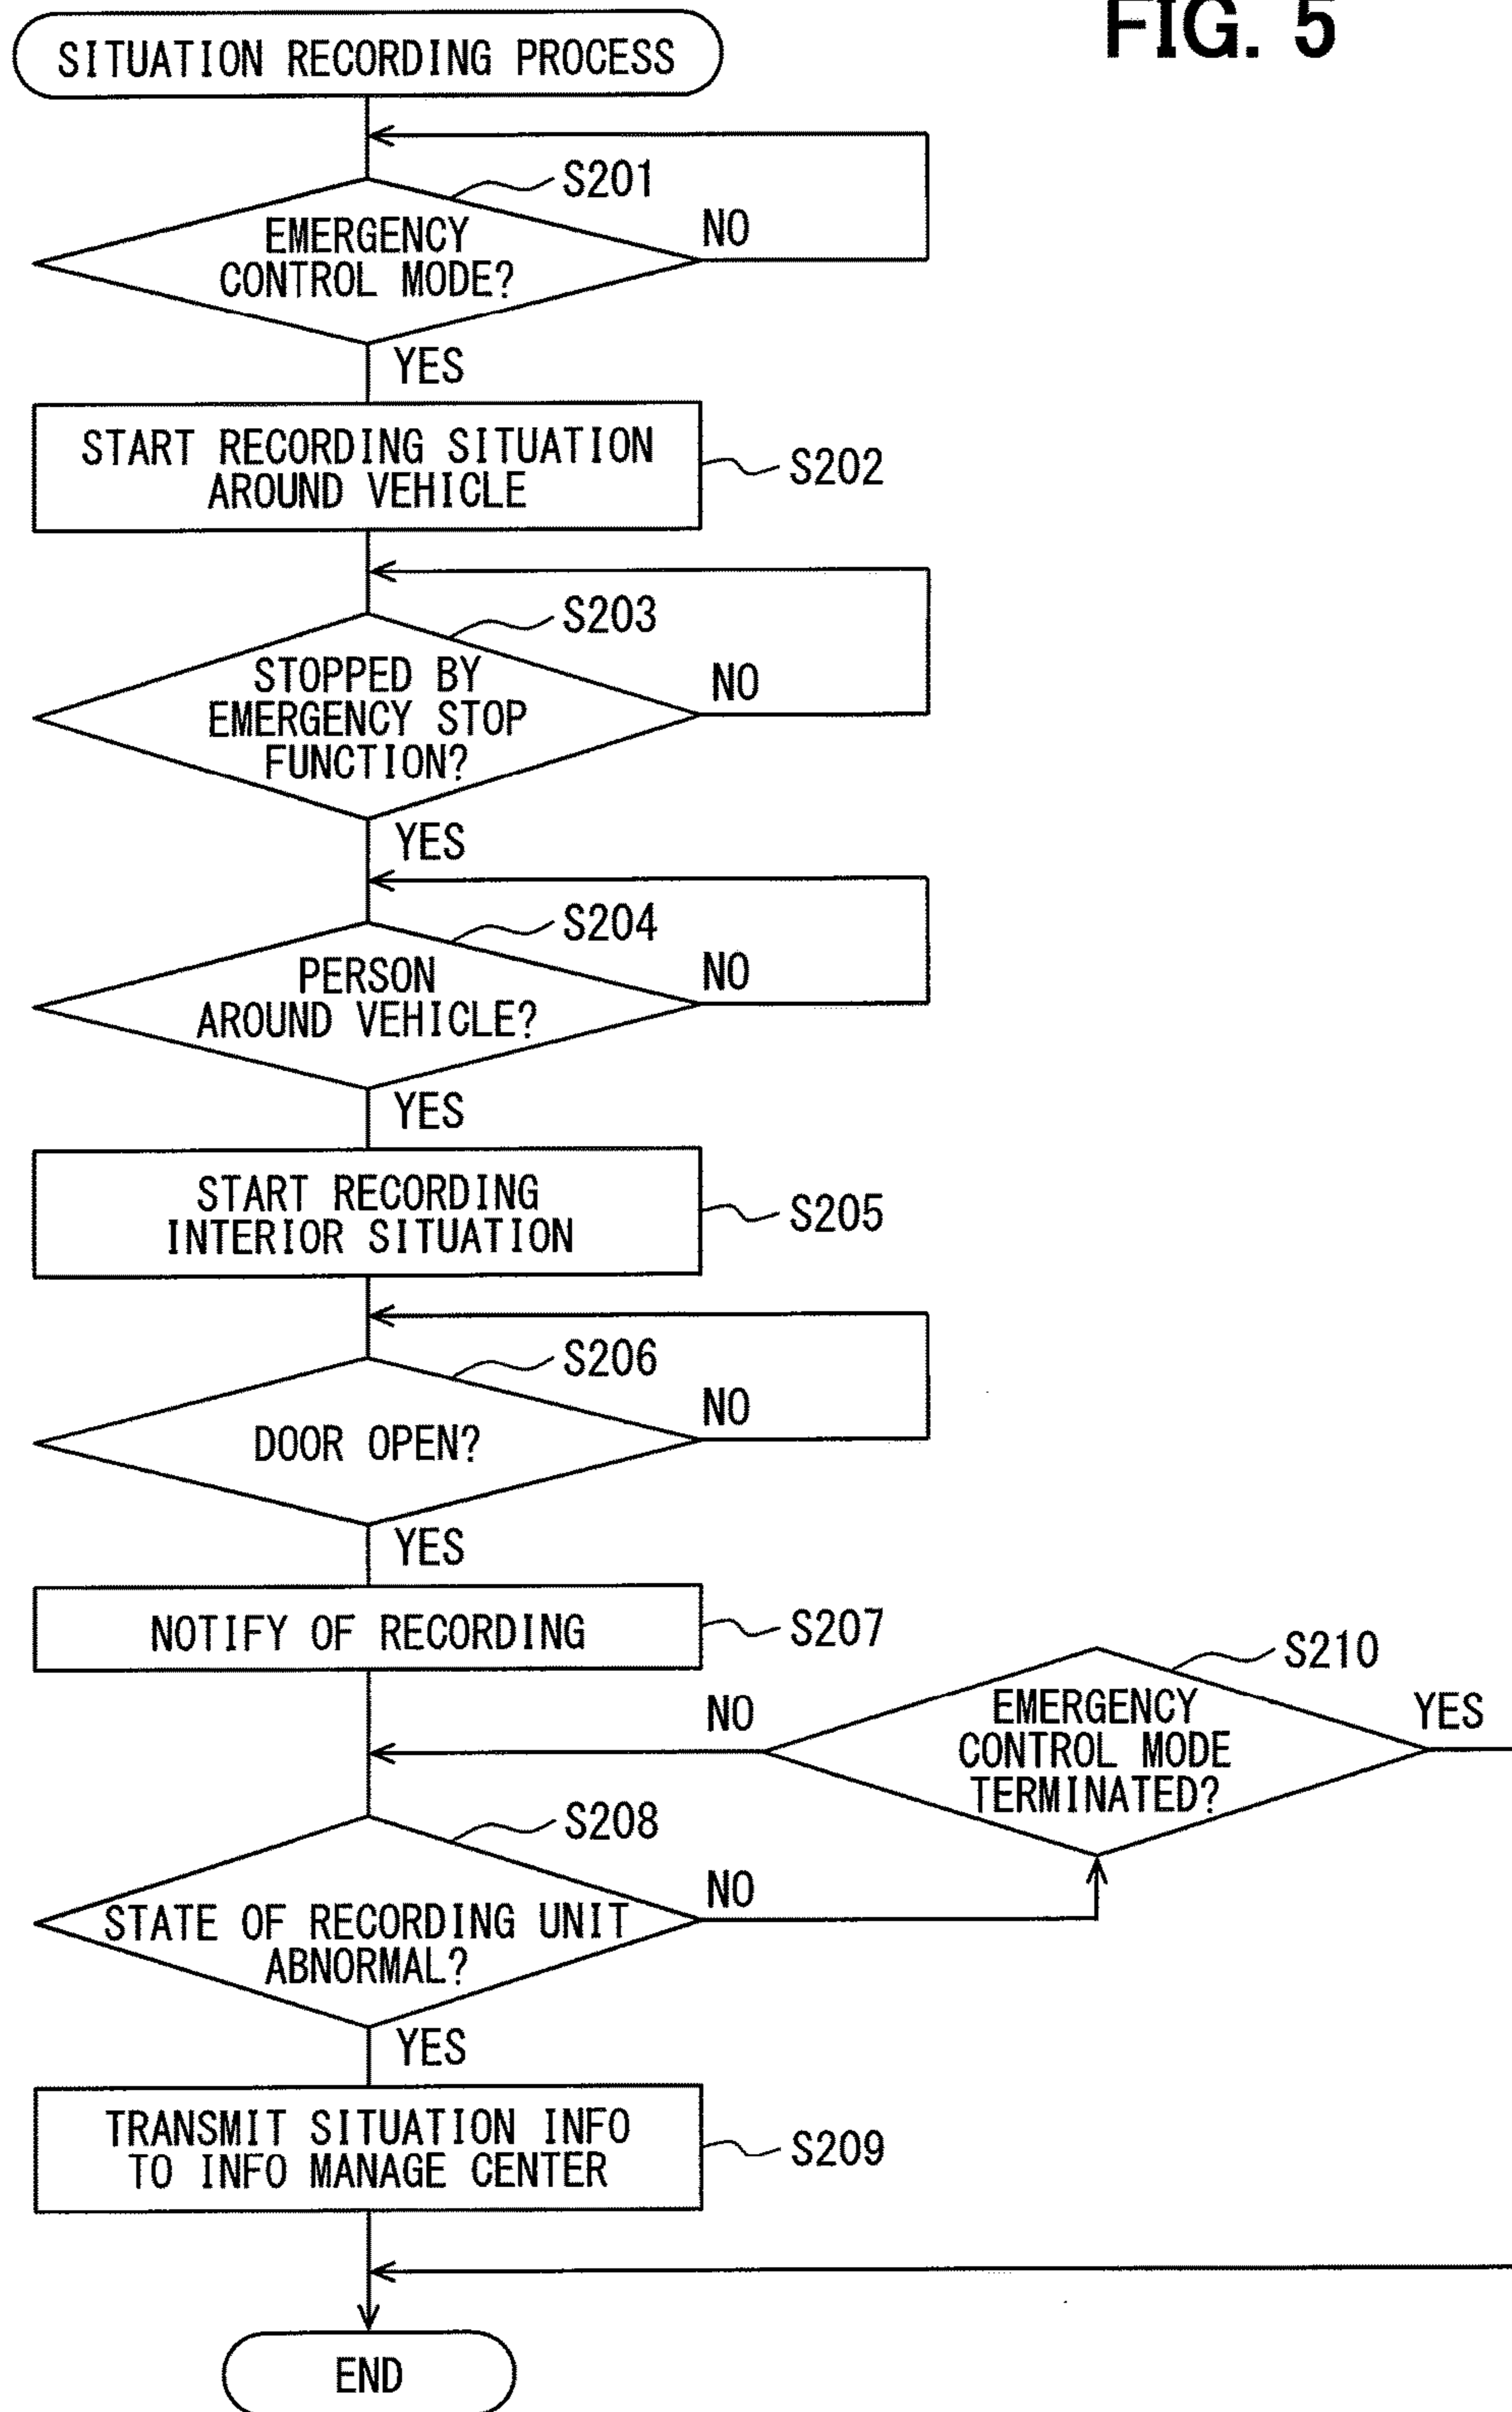 FIG. 5
SITUATION RECORDING PROCESS
S201
EMERGENCY
CONTROL MODE?
NO
YES
START RECORDING SITUATION
AROUND VEHICLE
S202
S203
STOPPED BY
EMERGENCY STOP
FUNCTION?
NO
YES
S204
PERSON
AROUND VEHICLE?
NO
YES
START RECORDING
INTERIOR SITUATION
S205
S206
DOOR OPEN?
NO
YES
NOTIFY OF RECORDING
S207
S210
EMERGENCY
CONTROL MODE
TERMINATED?
NO
YES
S208
STATE OF RECORDING UNIT
ABNORMAL?
NO
YES
TRANSMIT SITUATION INFO
TO INFO MANAGE CENTER
S209
END